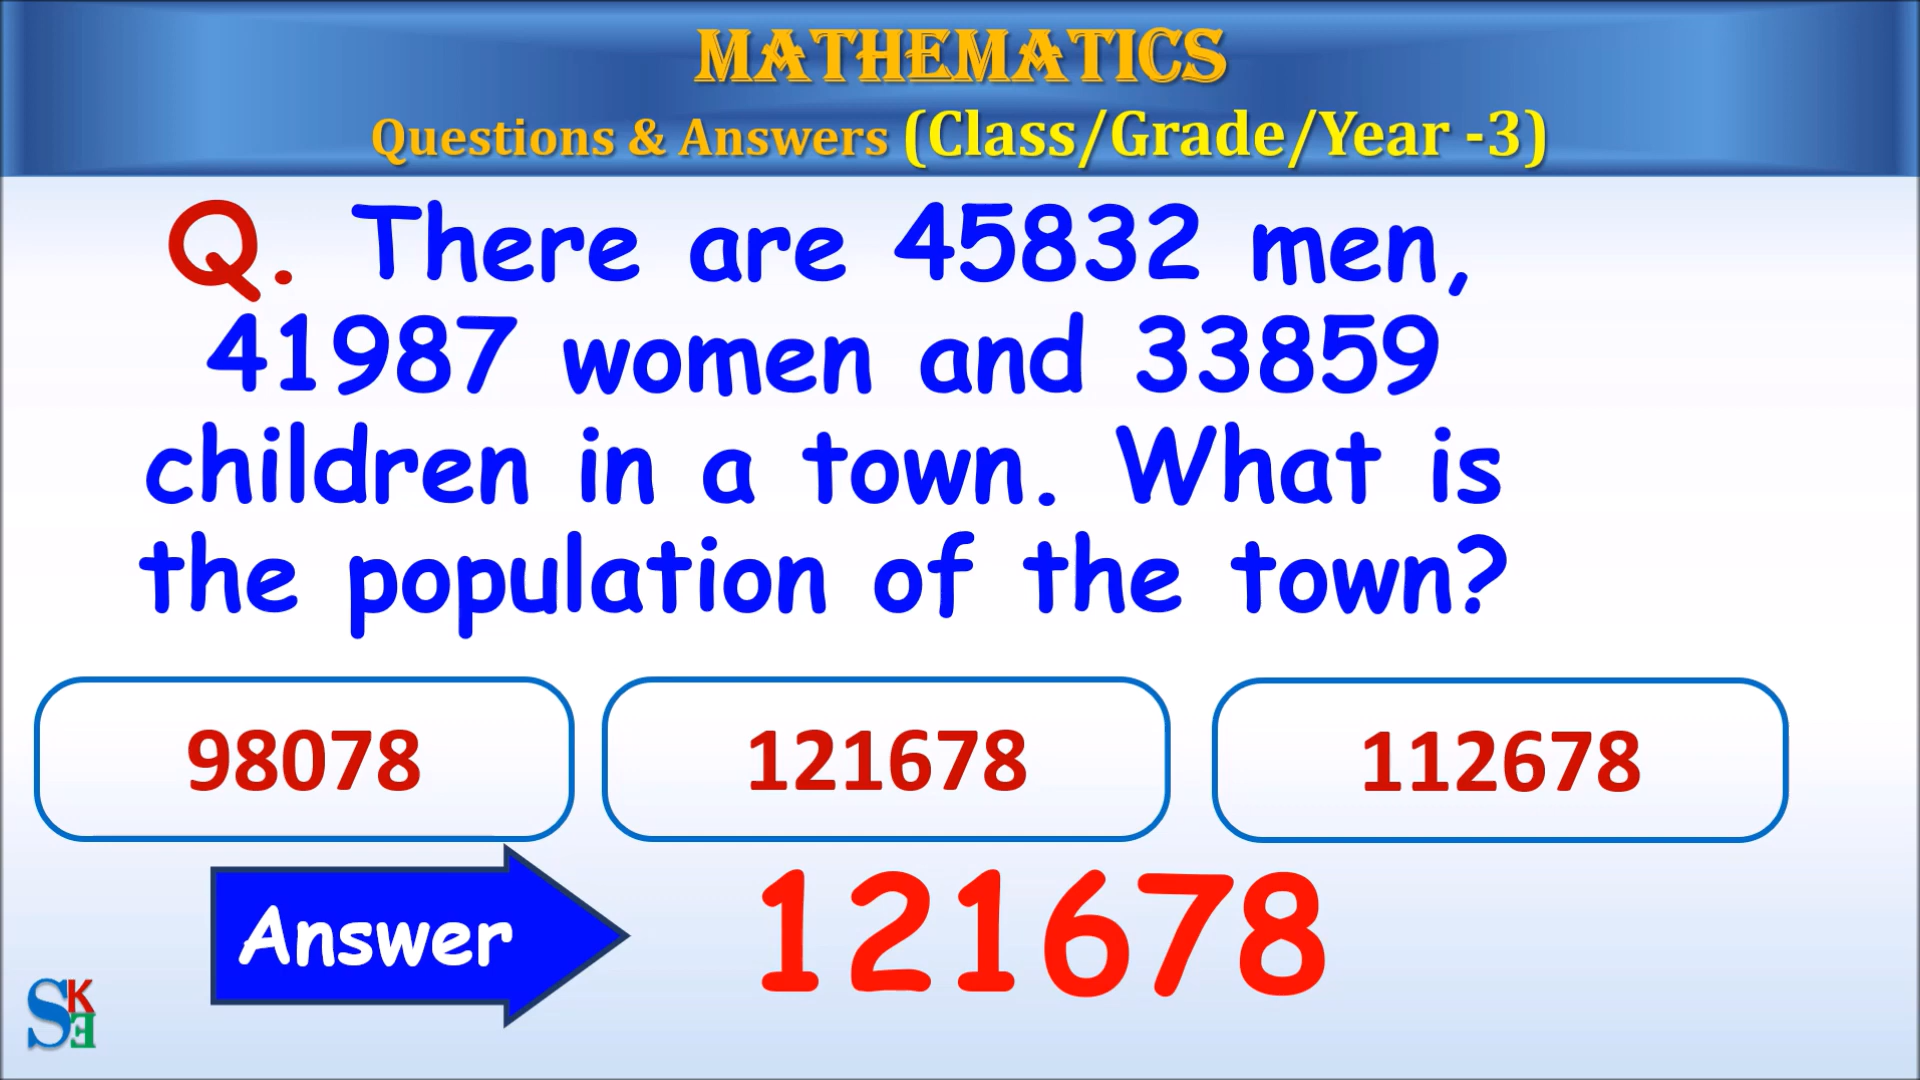 MATHEMATICS
Questions & Answers (Class/Grade/Year -3)
Q. There are 45832 men,
41987 women and 33859
children in a town. What is
the population of the town?
98078
121678
112678
Answer
121678
SKE